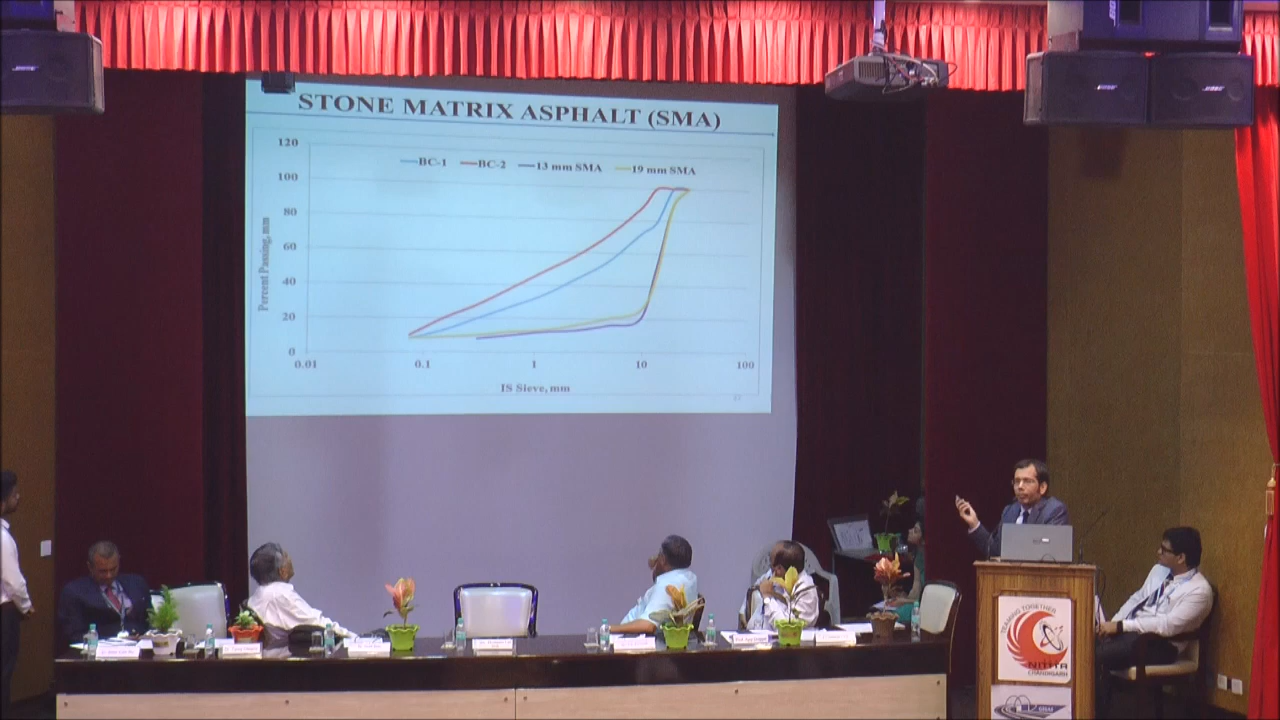 STONE MATRIX ASPHALT (SMA)
BC-1 BC-2 13 mm SMA 19 mm SMA
120
100
80
60
40
20
0
Percent Passing, mm
0.01 0.1 1 10 100
IS Sieve, mm
BOSE
BOSE BOSE
TRAINING TOGETHER
NITTTR
CHANDIGARH